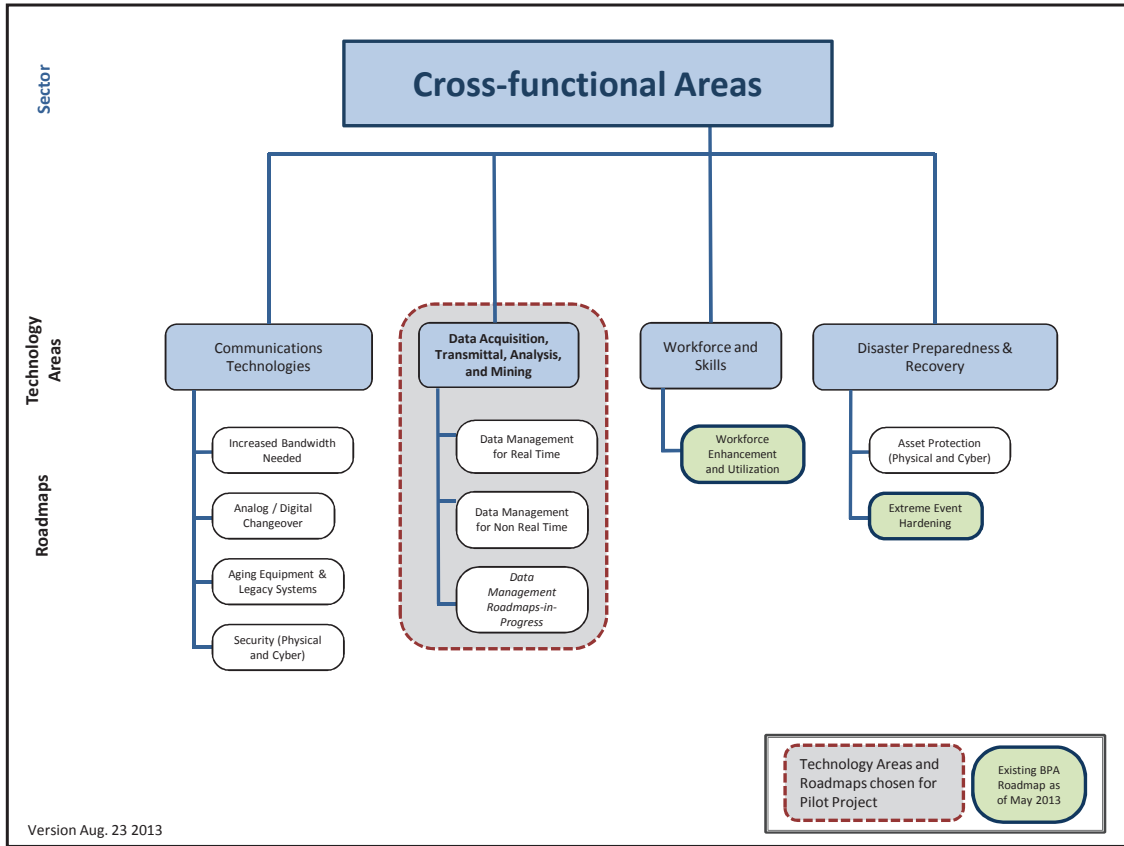 Sector
Cross-functional Areas
Technology
Areas
Communications
Technologies
Data Acquisition,
Transmittal, Analysis,
and Mining
Workforce and
Skills
Disaster Preparedness &
Recovery
Roadmaps
Increased Bandwidth
Needed
Analog / Digital
Changeover
Aging Equipment &
Legacy Systems
Security (Physical
and Cyber)
Data Management
for Real Time
Data Management
for Non Real Time
Data
Management
Roadmaps-in-
Progress
Workforce
Enhancement
and Utilization
Asset Protection
(Physical and Cyber)
Extreme Event
Hardening
Technology Areas and
Roadmaps chosen for
Pilot Project
Existing BPA
Roadmap as
of May 2013
Version Aug. 23 2013